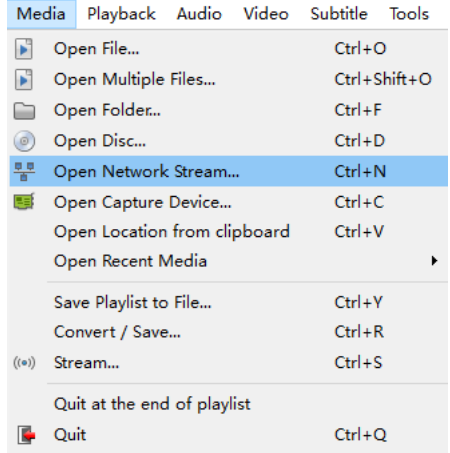 Media Playback Audio Video Subtitle Tools
Open File... Ctrl+O
Open Multiple Files... Ctrl+Shift+O
Open Folder... Ctrl+F
Open Disc... Ctrl+D
Open Network Stream... Ctrl+N
Open Capture Device... Ctrl+C
Open Location from clipboard Ctrl+V
Open Recent Media
Save Playlist to File... Ctrl+Y
Convert / Save... Ctrl+R
Stream... Ctrl+S
Quit at the end of playlist
Quit Ctrl+Q